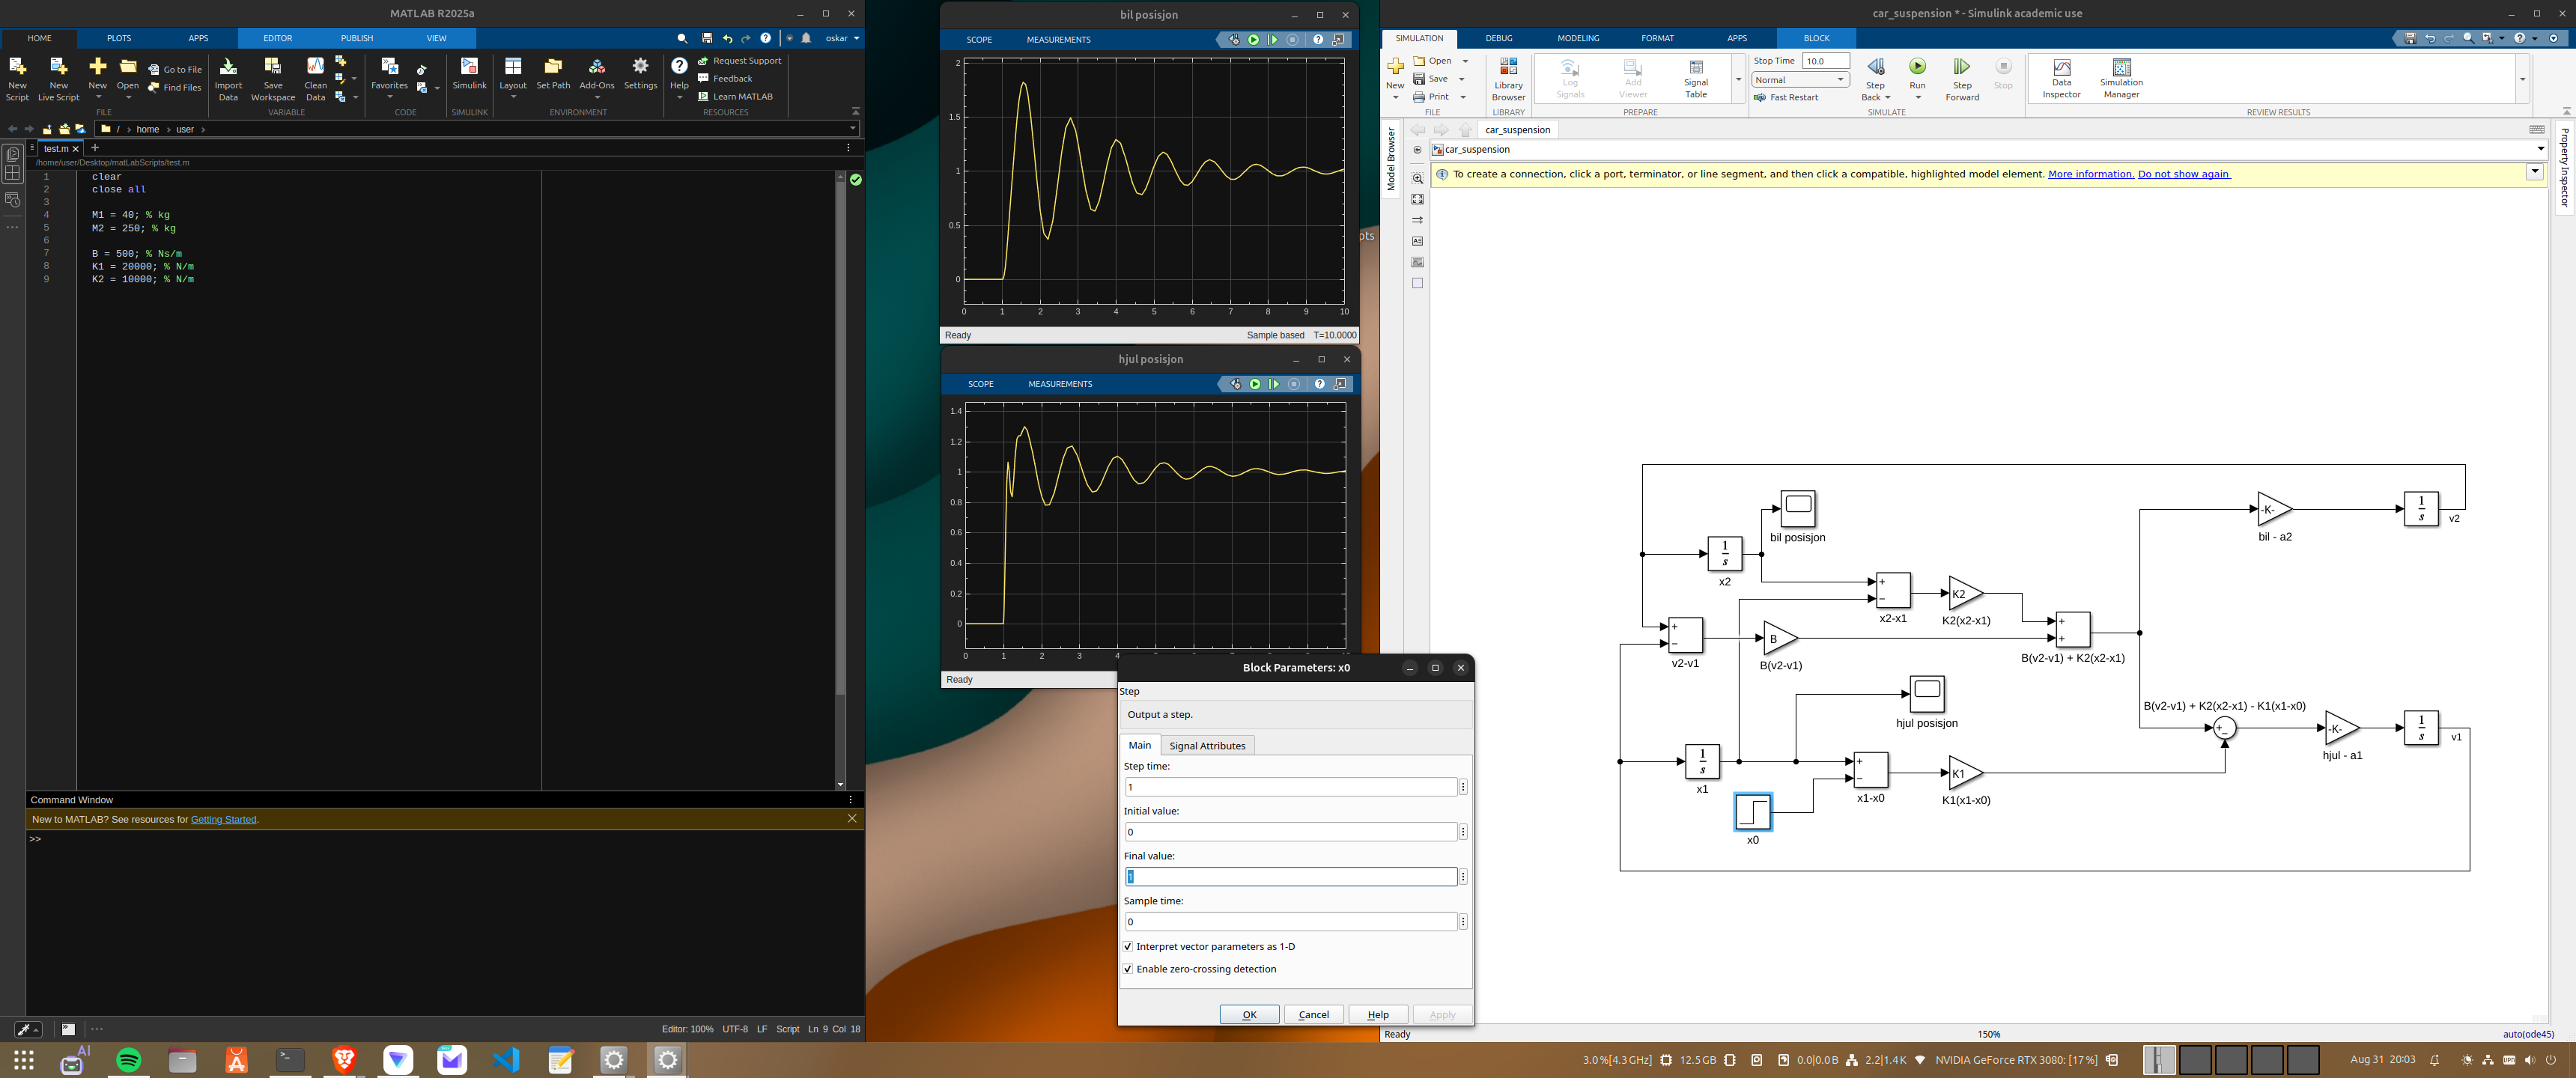 MATLAB R2025a
HOME PLOTS APPS EDITOR PUBLISH VIEW oskar
New Script
New Live Script
New
Open
Go to File
Find Files
FILE
Import Data
Save Workspace
Clean Data
VARIABLE
Favorites
CODE
Simulink
SIMULINK
Layout
Set Path
Add-Ons
Settings
ENVIRONMENT
Help
Request Support
Feedback
Learn MATLAB
RESOURCES
/ home user
test.m
/home/user/Desktop/matLabScripts/test.m
1 clear
2 close all
3
4 M1 = 40; % kg
5 M2 = 250; % kg
6
7 B = 500; % Ns/m
8 K1 = 20000; % N/m
9 K2 = 10000; % N/m
Command Window
New to MATLAB? See resources for Getting Started.
>>
Editor: 100% UTF-8 LF Script Ln 9 Col 18
bil posisjon
SCOPE MEASUREMENTS
2
1.5
1
0.5
0
0 1 2 3 4 5 6 7 8 9 10
Ready Sample based T=10.0000
pts
hjul posisjon
SCOPE MEASUREMENTS
1.4
1.2
1
0.8
0.6
0.4
0.2
0
0 1 2 3 4
Ready
Block Parameters: x0
Step
Output a step.
Main Signal Attributes
Step time:
1
Initial value:
0
Final value:
1
Sample time:
0
Interpret vector parameters as 1-D
Enable zero-crossing detection
OK Cancel Help Apply
car_suspension * - Simulink academic use
SIMULATION DEBUG MODELING FORMAT APPS BLOCK
New
Open
Save
Print
FILE
Library Browser
LIBRARY
Log Signals
Add Viewer
Signal Table
PREPARE
Stop Time 10.0
Normal
Fast Restart
Step Back
Run
Step Forward
Stop
SIMULATE
Data Inspector
Simulation Manager
REVIEW RESULTS
Model Browser
Property Inspector
car_suspension
car_suspension
To create a connection, click a port, terminator, or line segment, and then click a compatible, highlighted model element. More information. Do not show again
bil posisjon
1
s
x2
-K-
bil - a2
1
s
v2
+
−
x2-x1
K2
K2(x2-x1)
+
−
v2-v1
B
B(v2-v1)
+
+
B(v2-v1) + K2(x2-x1)
hjul posisjon
B(v2-v1) + K2(x2-x1) - K1(x1-x0)
+
−
-K-
hjul - a1
1
s
v1
1
s
x1
+
−
x1-x0
K1
K1(x1-x0)
x0
Ready 150% auto(ode45)
AI
3.0%[4.3GHz] 12.5GB 0.0|0.0B 2.2|1.4K NVIDIA GeForce RTX 3080: [17%]
Aug 31 20:03